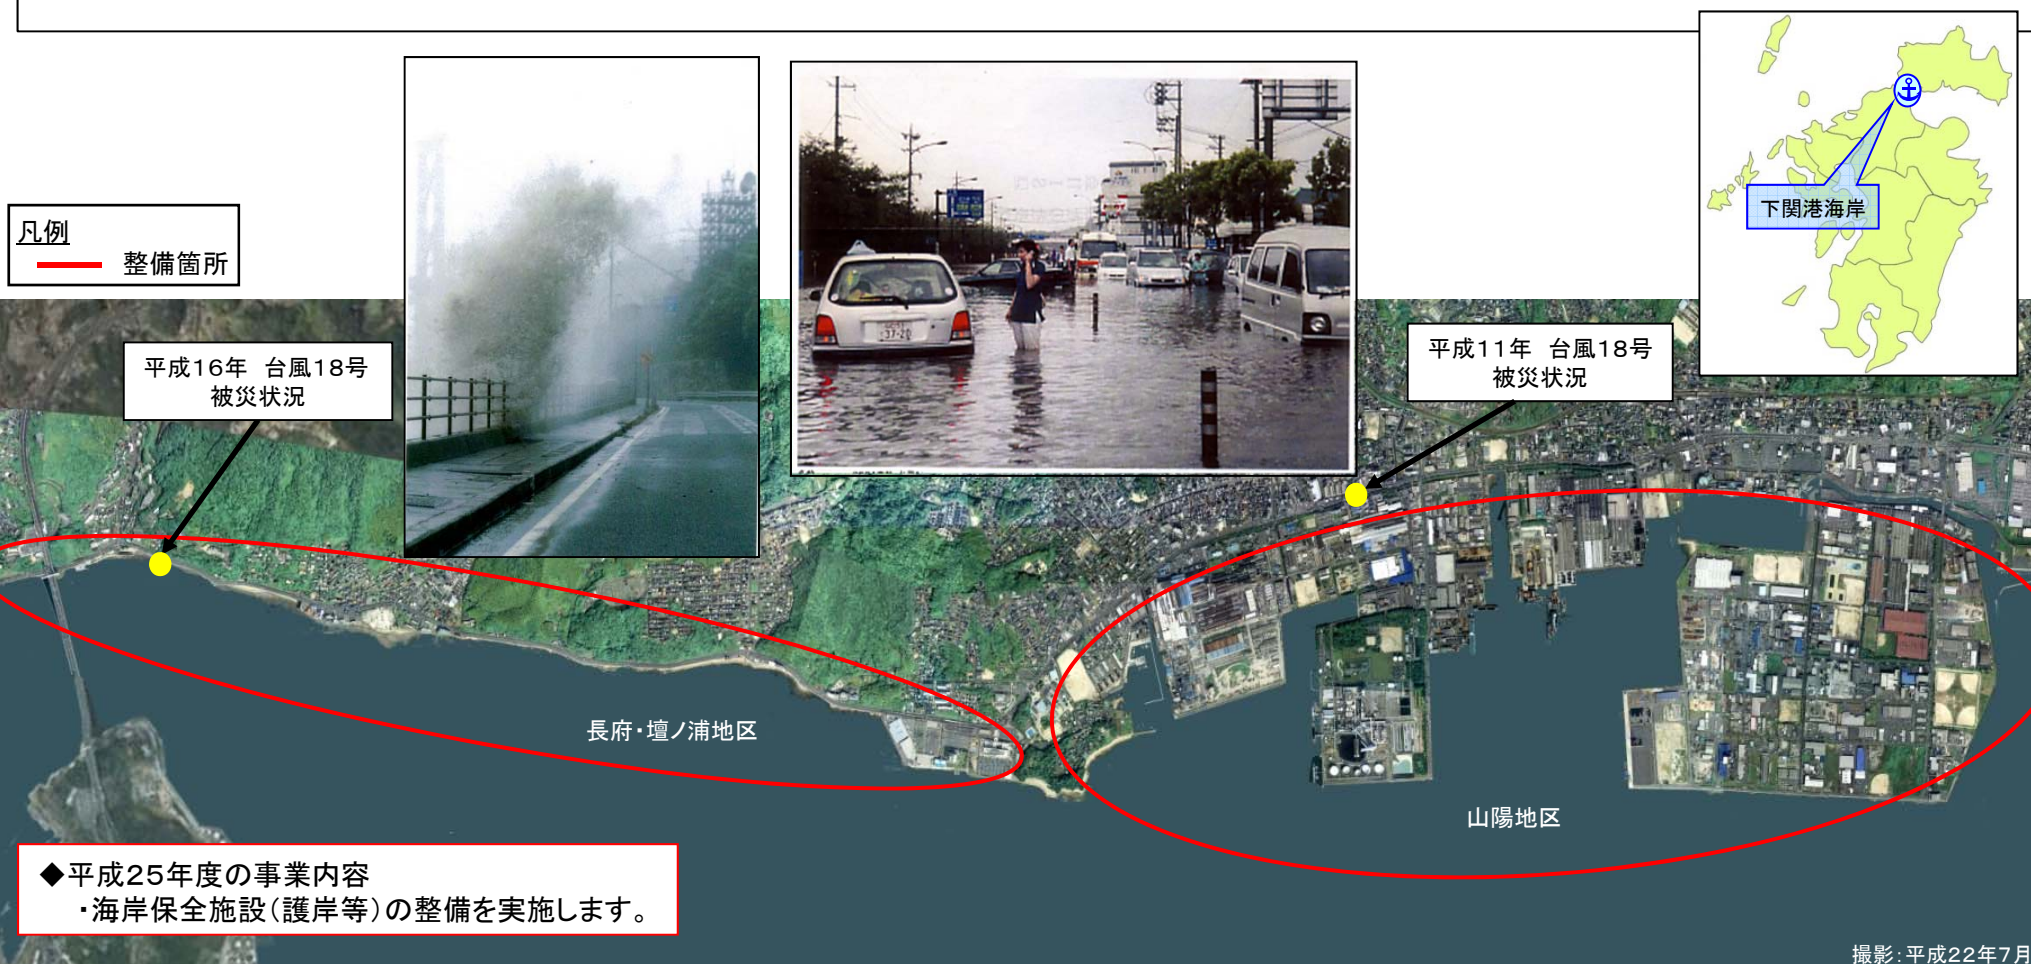 下関港海岸
凡例
整備箇所
37-20
平成16年 台風18号
被災状況
平成11年 台風18号
被災状況
長府・壇ノ浦地区
山陽地区
◆平成25年度の事業内容
・海岸保全施設(護岸等)の整備を実施します。
撮影:平成22年7月